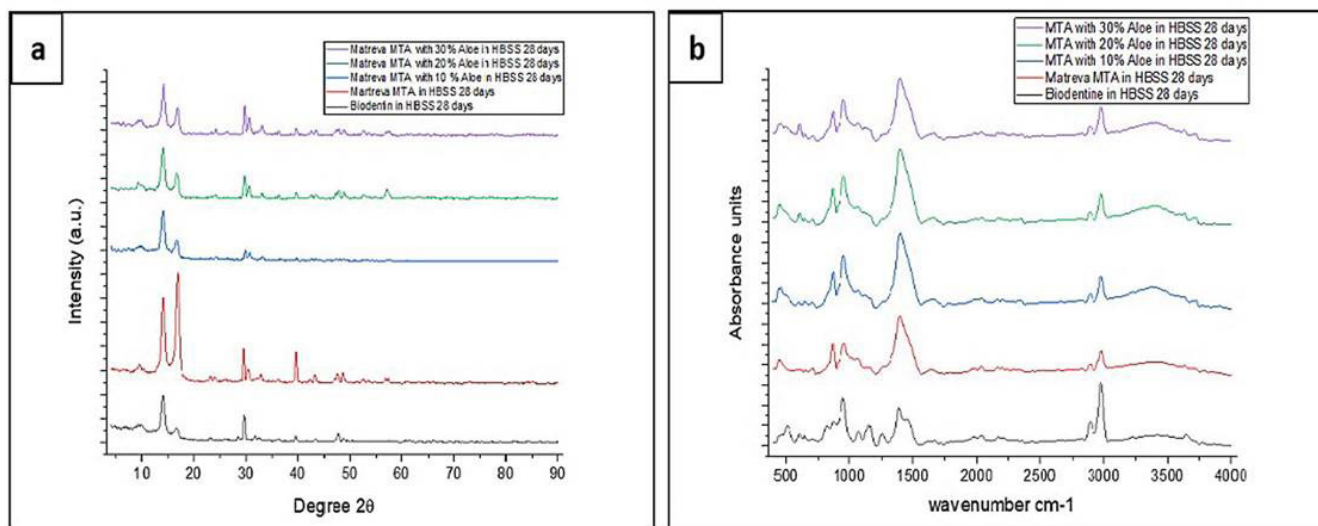 a
Matreva MTA with 30% Aloe in HBSS 28 days
Matreva MTA with 20% Aloe in HBSS 28 days
Matreva MTA with 10 % Aloe in HBSS 28 days
Martreva MTA in HBSS 28 days
Biodentin in HBSS 28 days
Intensity (a.u.)
10 20 30 40 50 60 70 80 90
Degree 2θ
b
MTA with 30% Aloe in HBSS 28 days
MTA with 20% Aloe in HBSS 28 days
MTA with 10% Aloe in HBSS 28 days
Matreva MTA in HBSS 28 days
Biodentine in HBSS 28 days
Absorbance units
500 1000 1500 2000 2500 3000 3500 4000
wavenumber cm-1